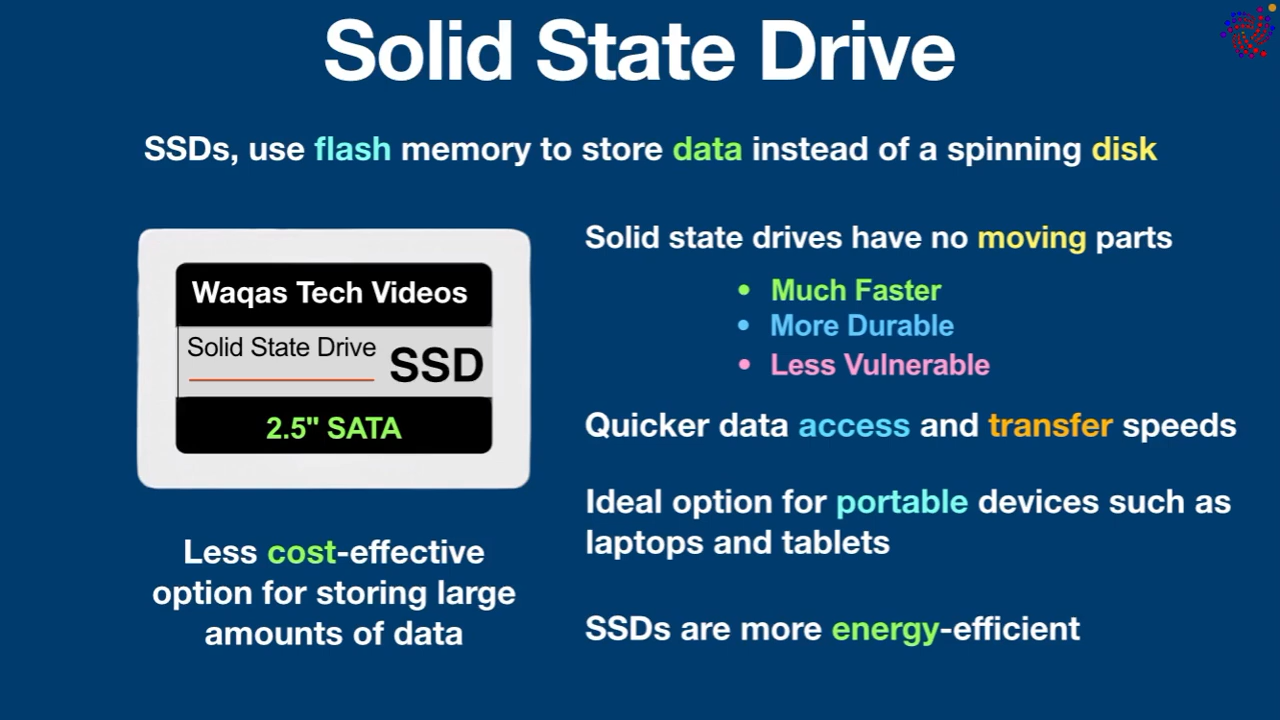 Solid State Drive
SSDs, use flash memory to store data instead of a spinning disk
Waqas Tech Videos
Solid State Drive
SSD
2.5" SATA
Less cost-effective
option for storing large
amounts of data
Solid state drives have no moving parts
• Much Faster
• More Durable
• Less Vulnerable
Quicker data access and transfer speeds
Ideal option for portable devices such as
laptops and tablets
SSDs are more energy-efficient